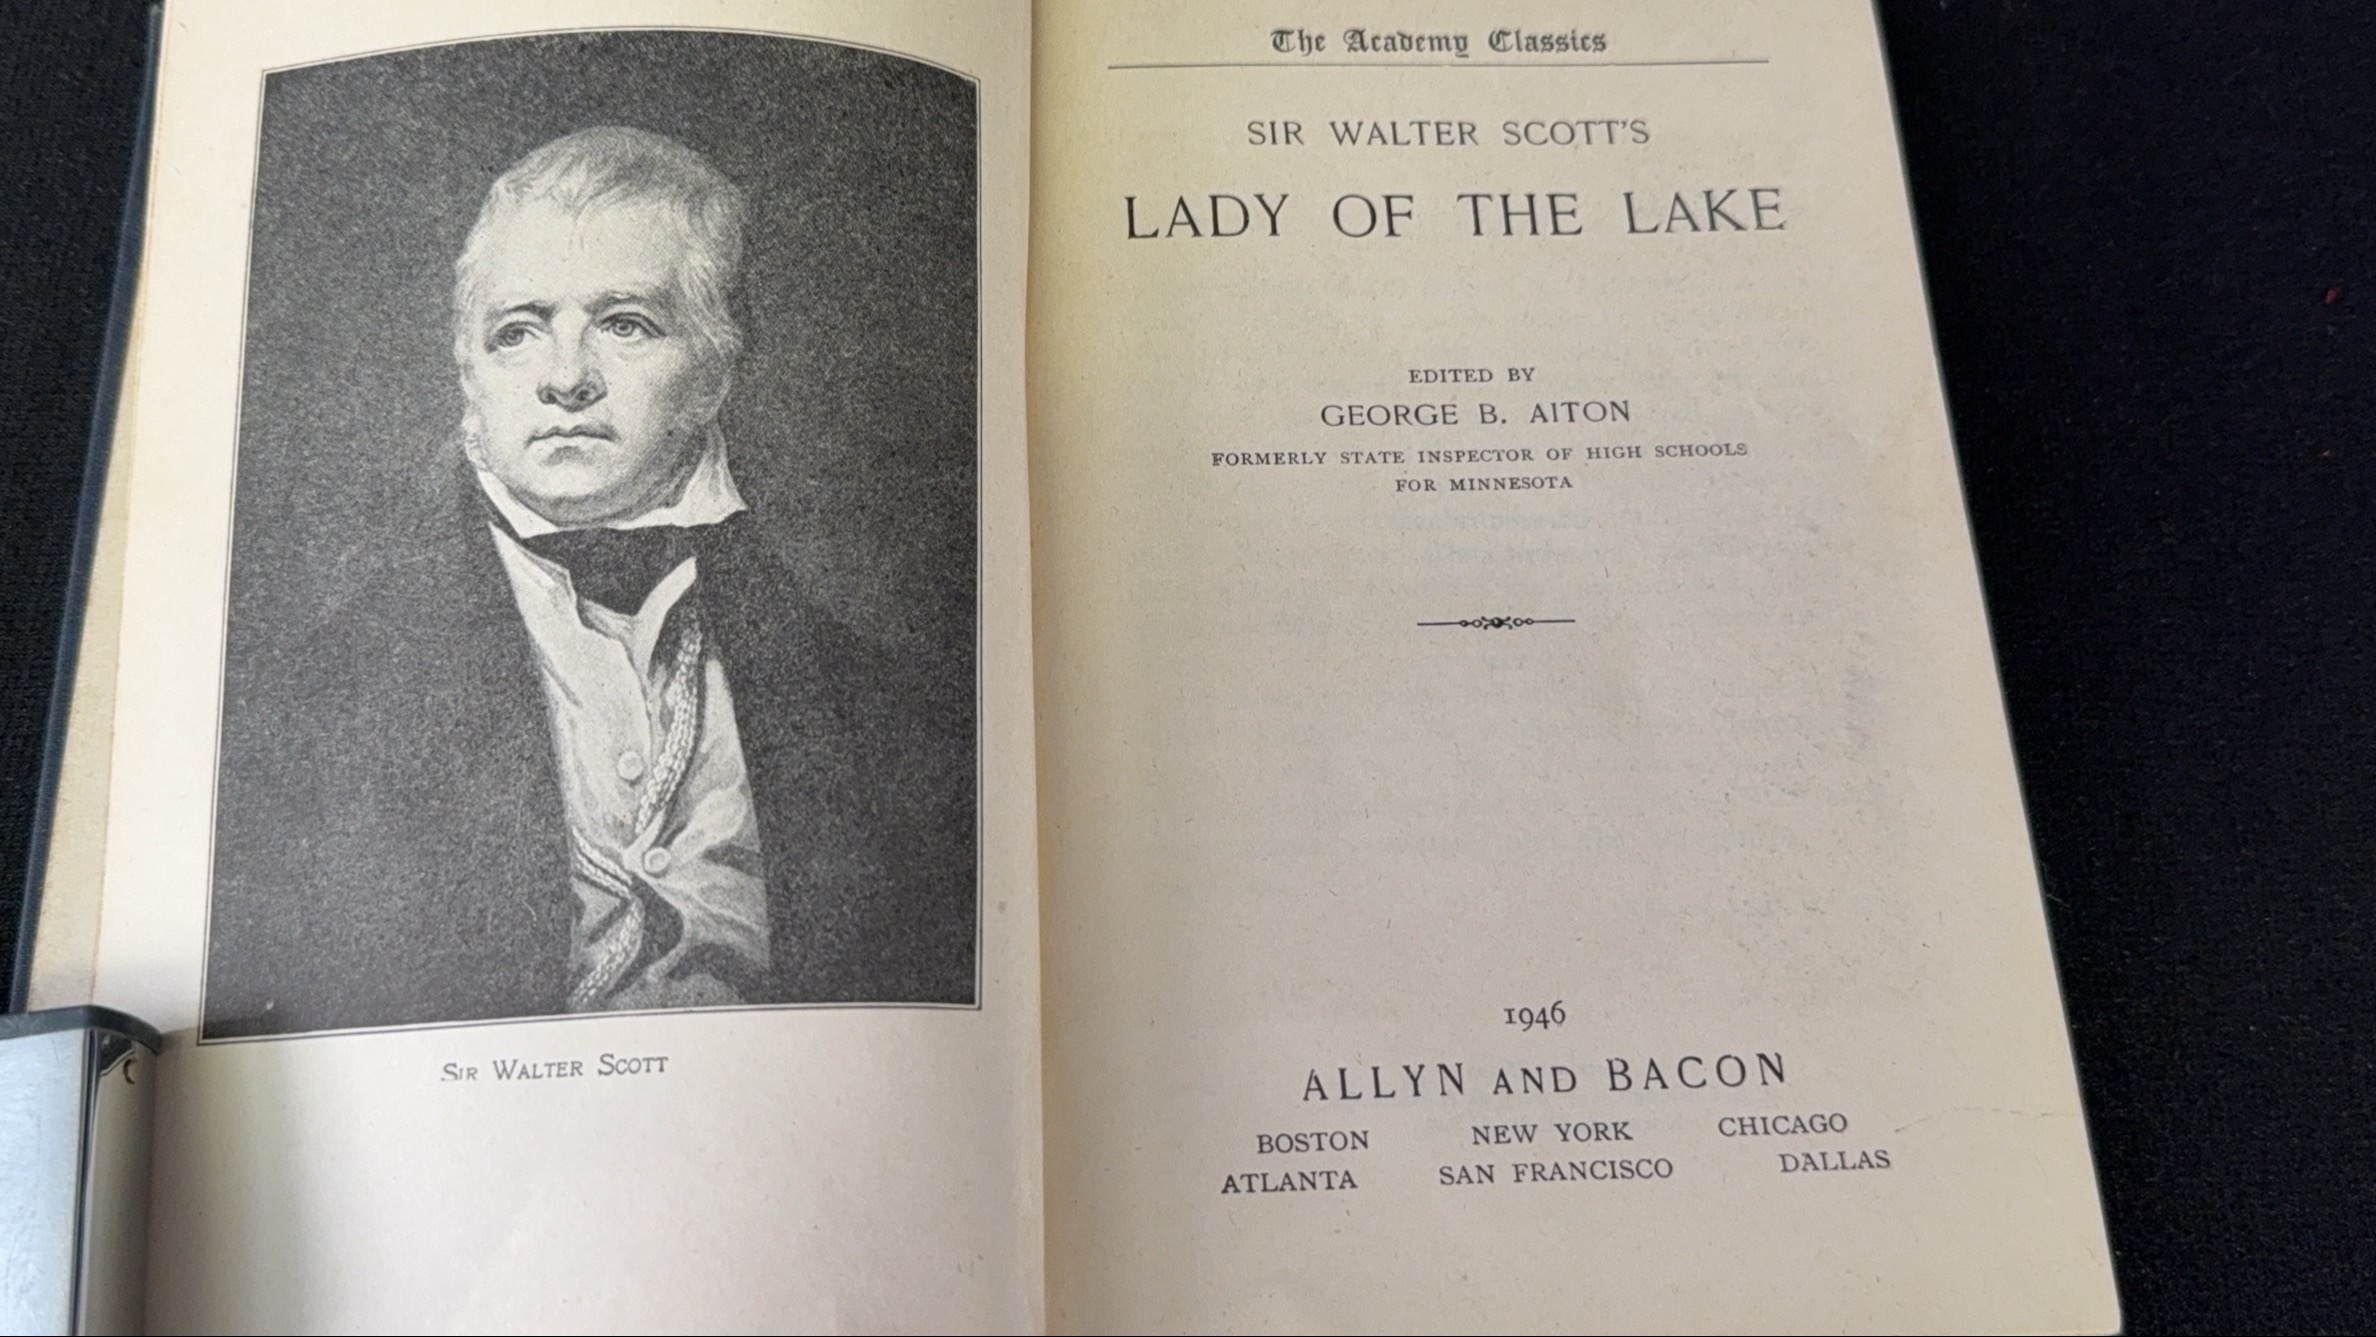 Sir Walter Scott
The Academy Classics
SIR WALTER SCOTT'S
LADY OF THE LAKE
EDITED BY
GEORGE B. AITON
FORMERLY STATE INSPECTOR OF HIGH SCHOOLS
FOR MINNESOTA
1946
ALLYN AND BACON
BOSTON NEW YORK CHICAGO
ATLANTA SAN FRANCISCO DALLAS